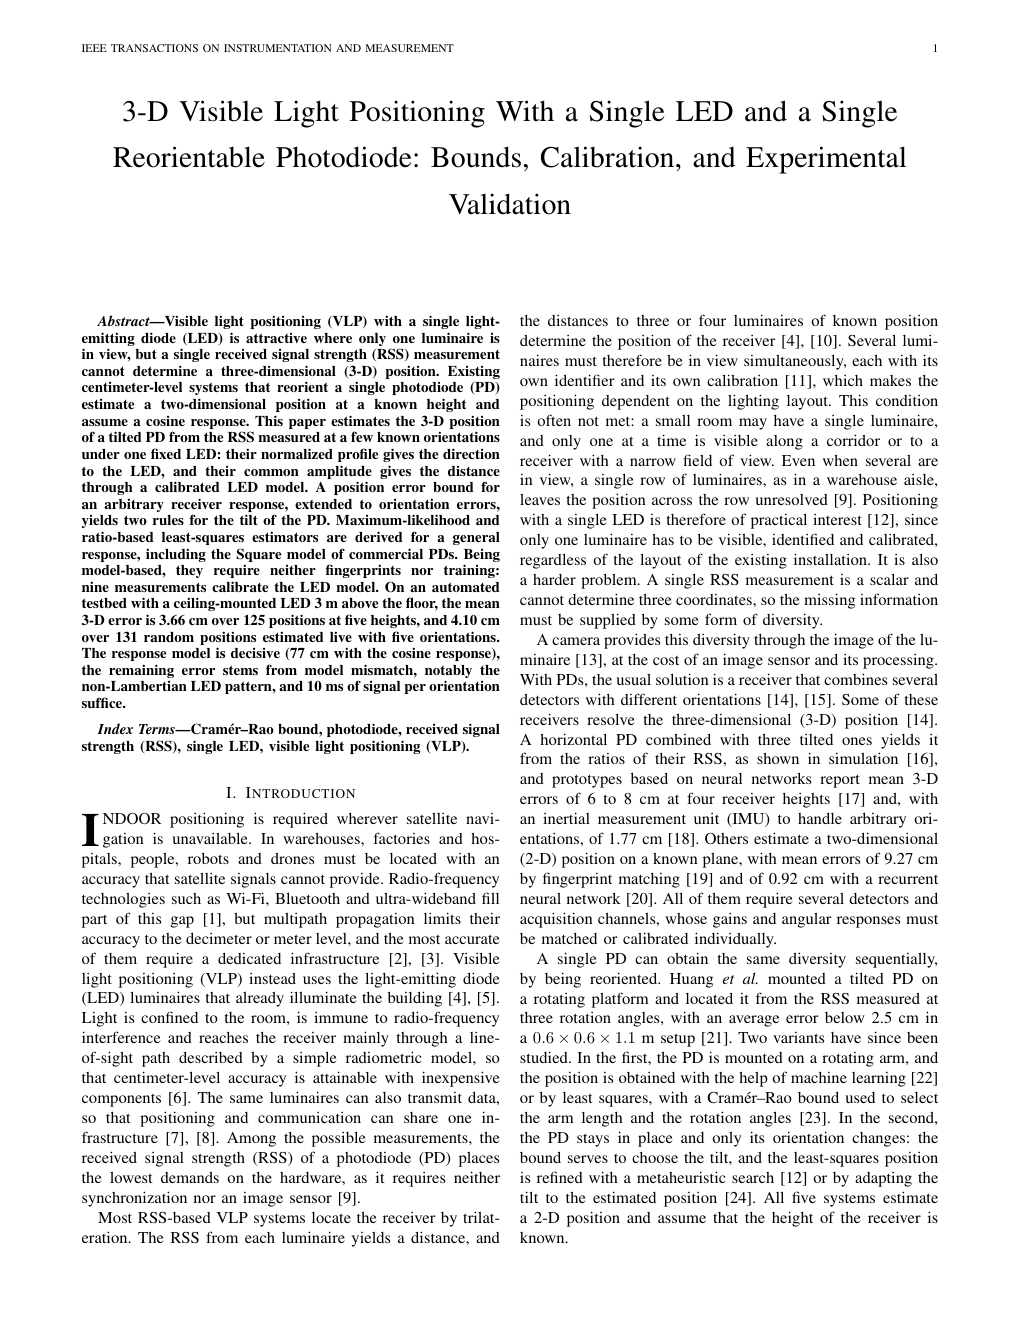 IEEE TRANSACTIONS ON INSTRUMENTATION AND MEASUREMENT 1
3-D Visible Light Positioning With a Single LED and a Single
Reorientable Photodiode: Bounds, Calibration, and Experimental
Validation
Abstract—Visible light positioning (VLP) with a single light-
emitting diode (LED) is attractive where only one luminaire is
in view, but a single received signal strength (RSS) measurement
cannot determine a three-dimensional (3-D) position. Existing
centimeter-level systems that reorient a single photodiode (PD)
estimate a two-dimensional position at a known height and
assume a cosine response. This paper estimates the 3-D position
of a tilted PD from the RSS measured at a few known orientations
under one fixed LED: their normalized profile gives the direction
to the LED, and their common amplitude gives the distance
through a calibrated LED model. A position error bound for
an arbitrary receiver response, extended to orientation errors,
yields two rules for the tilt of the PD. Maximum-likelihood and
ratio-based least-squares estimators are derived for a general
response, including the Square model of commercial PDs. Being
model-based, they require neither fingerprints nor training:
nine measurements calibrate the LED model. On an automated
testbed with a ceiling-mounted LED 3 m above the floor, the mean
3-D error is 3.66 cm over 125 positions at five heights, and 4.10 cm
over 131 random positions estimated live with five orientations.
The response model is decisive (77 cm with the cosine response),
the remaining error stems from model mismatch, notably the
non-Lambertian LED pattern, and 10 ms of signal per orientation
suffice.
Index Terms—Cramér–Rao bound, photodiode, received signal
strength (RSS), single LED, visible light positioning (VLP).
I. INTRODUCTION
INDOOR positioning is required wherever satellite navi-
gation is unavailable. In warehouses, factories and hos-
pitals, people, robots and drones must be located with an
accuracy that satellite signals cannot provide. Radio-frequency
technologies such as Wi-Fi, Bluetooth and ultra-wideband fill
part of this gap [1], but multipath propagation limits their
accuracy to the decimeter or meter level, and the most accurate
of them require a dedicated infrastructure [2], [3]. Visible
light positioning (VLP) instead uses the light-emitting diode
(LED) luminaires that already illuminate the building [4], [5].
Light is confined to the room, is immune to radio-frequency
interference and reaches the receiver mainly through a line-
of-sight path described by a simple radiometric model, so
that centimeter-level accuracy is attainable with inexpensive
components [6]. The same luminaires can also transmit data,
so that positioning and communication can share one in-
frastructure [7], [8]. Among the possible measurements, the
received signal strength (RSS) of a photodiode (PD) places
the lowest demands on the hardware, as it requires neither
synchronization nor an image sensor [9].
Most RSS-based VLP systems locate the receiver by trilat-
eration. The RSS from each luminaire yields a distance, and
the distances to three or four luminaires of known position
determine the position of the receiver [4], [10]. Several lumi-
naires must therefore be in view simultaneously, each with its
own identifier and its own calibration [11], which makes the
positioning dependent on the lighting layout. This condition
is often not met: a small room may have a single luminaire,
and only one at a time is visible along a corridor or to a
receiver with a narrow field of view. Even when several are
in view, a single row of luminaires, as in a warehouse aisle,
leaves the position across the row unresolved [9]. Positioning
with a single LED is therefore of practical interest [12], since
only one luminaire has to be visible, identified and calibrated,
regardless of the layout of the existing installation. It is also
a harder problem. A single RSS measurement is a scalar and
cannot determine three coordinates, so the missing information
must be supplied by some form of diversity.
A camera provides this diversity through the image of the lu-
minaire [13], at the cost of an image sensor and its processing.
With PDs, the usual solution is a receiver that combines several
detectors with different orientations [14], [15]. Some of these
receivers resolve the three-dimensional (3-D) position [14].
A horizontal PD combined with three tilted ones yields it
from the ratios of their RSS, as shown in simulation [16],
and prototypes based on neural networks report mean 3-D
errors of 6 to 8 cm at four receiver heights [17] and, with
an inertial measurement unit (IMU) to handle arbitrary ori-
entations, of 1.77 cm [18]. Others estimate a two-dimensional
(2-D) position on a known plane, with mean errors of 9.27 cm
by fingerprint matching [19] and of 0.92 cm with a recurrent
neural network [20]. All of them require several detectors and
acquisition channels, whose gains and angular responses must
be matched or calibrated individually.
A single PD can obtain the same diversity sequentially,
by being reoriented. Huang et al. mounted a tilted PD on
a rotating platform and located it from the RSS measured at
three rotation angles, with an average error below 2.5 cm in
a 0.6 × 0.6 × 1.1 m setup [21]. Two variants have since been
studied. In the first, the PD is mounted on a rotating arm, and
the position is obtained with the help of machine learning [22]
or by least squares, with a Cramér–Rao bound used to select
the arm length and the rotation angles [23]. In the second,
the PD stays in place and only its orientation changes: the
bound serves to choose the tilt, and the least-squares position
is refined with a metaheuristic search [12] or by adapting the
tilt to the estimated position [24]. All five systems estimate
a 2-D position and assume that the height of the receiver is
known.